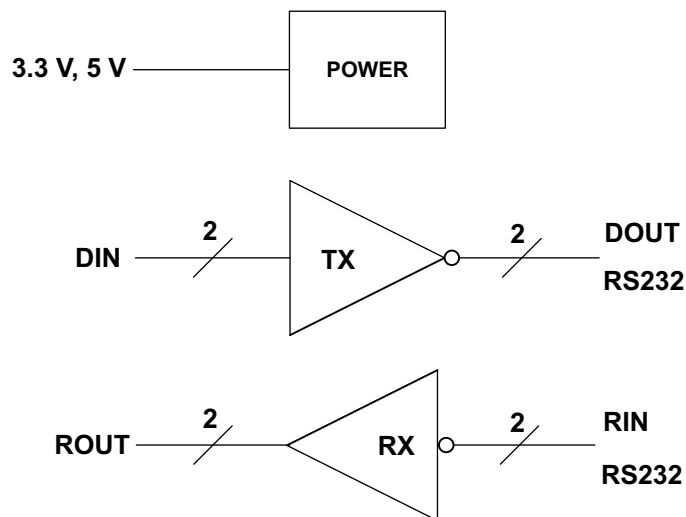 3.3 V, 5 V
POWER
DIN
2
TX
2
DOUT
RS232
ROUT
2
RX
2
RIN
RS232